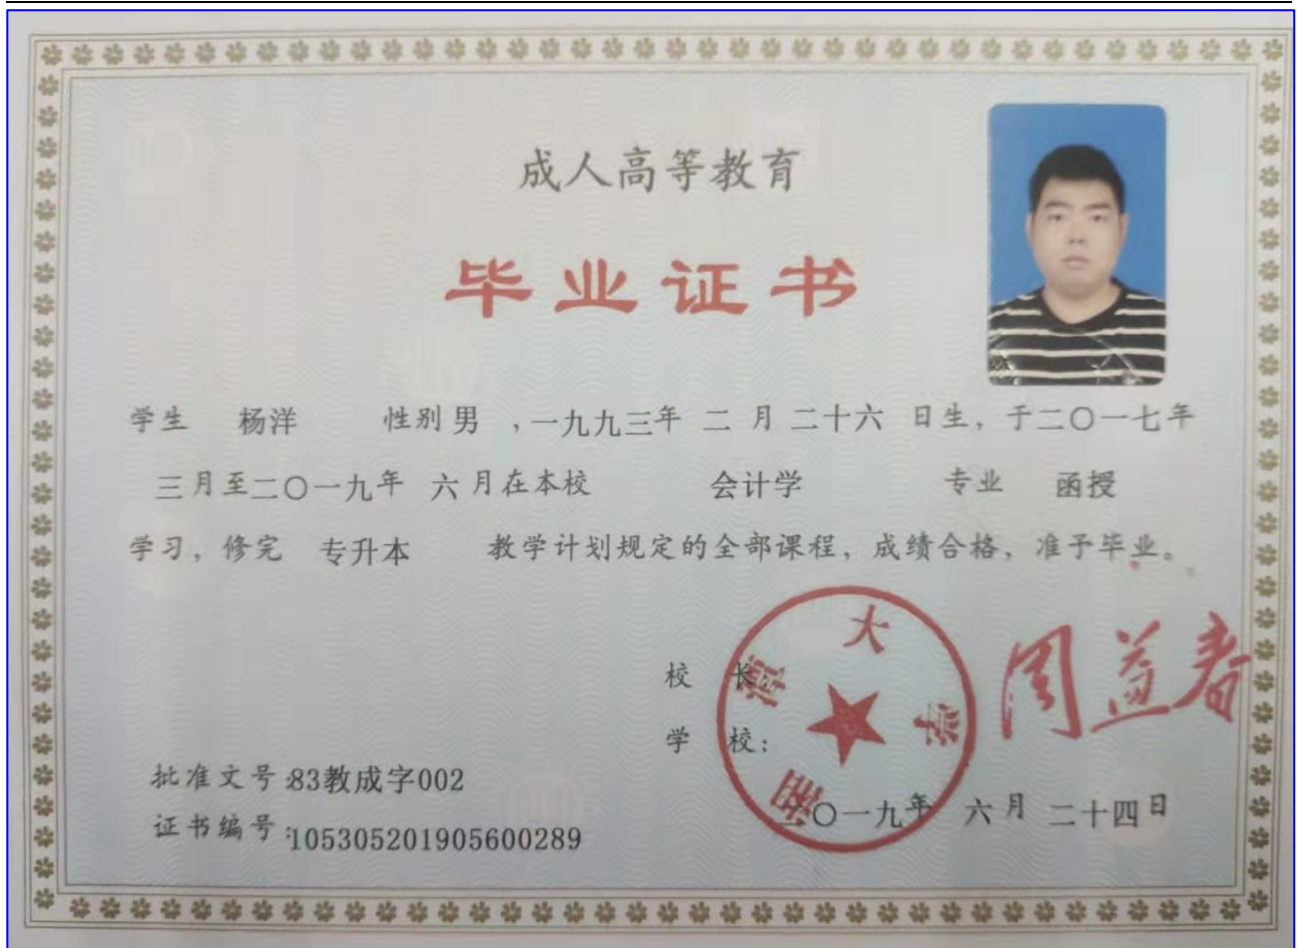 成人高等教育
毕业证书
学生 杨洋 性别 男 ，一九九三年 二 月 二十六 日生，于二〇一七年
三月至二〇一九年 六 月在本校 会计学 专业 函授
学习，修完 专升本 教学计划规定的全部课程，成绩合格，准予毕业。
湘潭大学
校 长
周益春
学 校：
批准文号：83教成字002
二〇一九年 六月 二十四日
证书编号：105305201905600289